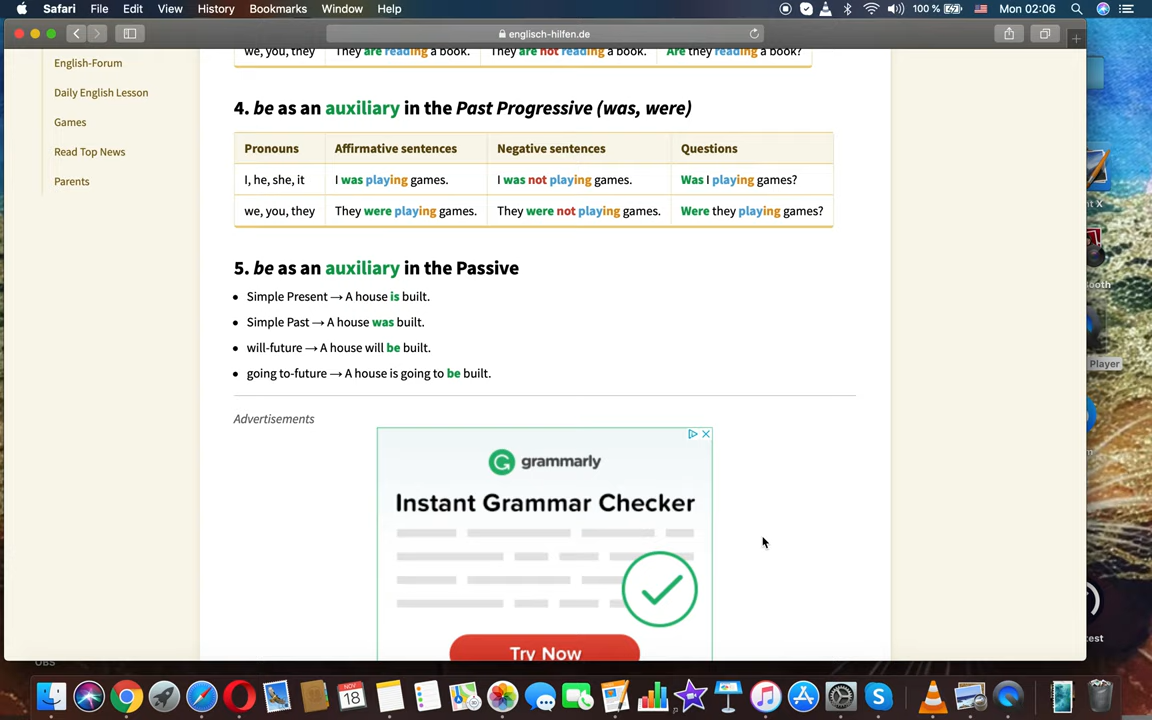 Safari File Edit View History Bookmarks Window Help 100 % Mon 02:06
englisch-hilfen.de
English-Forum
Daily English Lesson
Games
Read Top News
Parents
we, you, they They are reading a book. They are not reading a book. Are they reading a book?
4. be as an auxiliary in the Past Progressive (was, were)
Pronouns Affirmative sentences Negative sentences Questions
I, he, she, it I was playing games. I was not playing games. Was I playing games?
we, you, they They were playing games. They were not playing games. Were they playing games?
5. be as an auxiliary in the Passive
• Simple Present → A house is built.
• Simple Past → A house was built.
• will-future → A house will be built.
• going to-future → A house is going to be built.
Advertisements
grammarly
Instant Grammar Checker
Try Now
Player
OBS
NOV
18